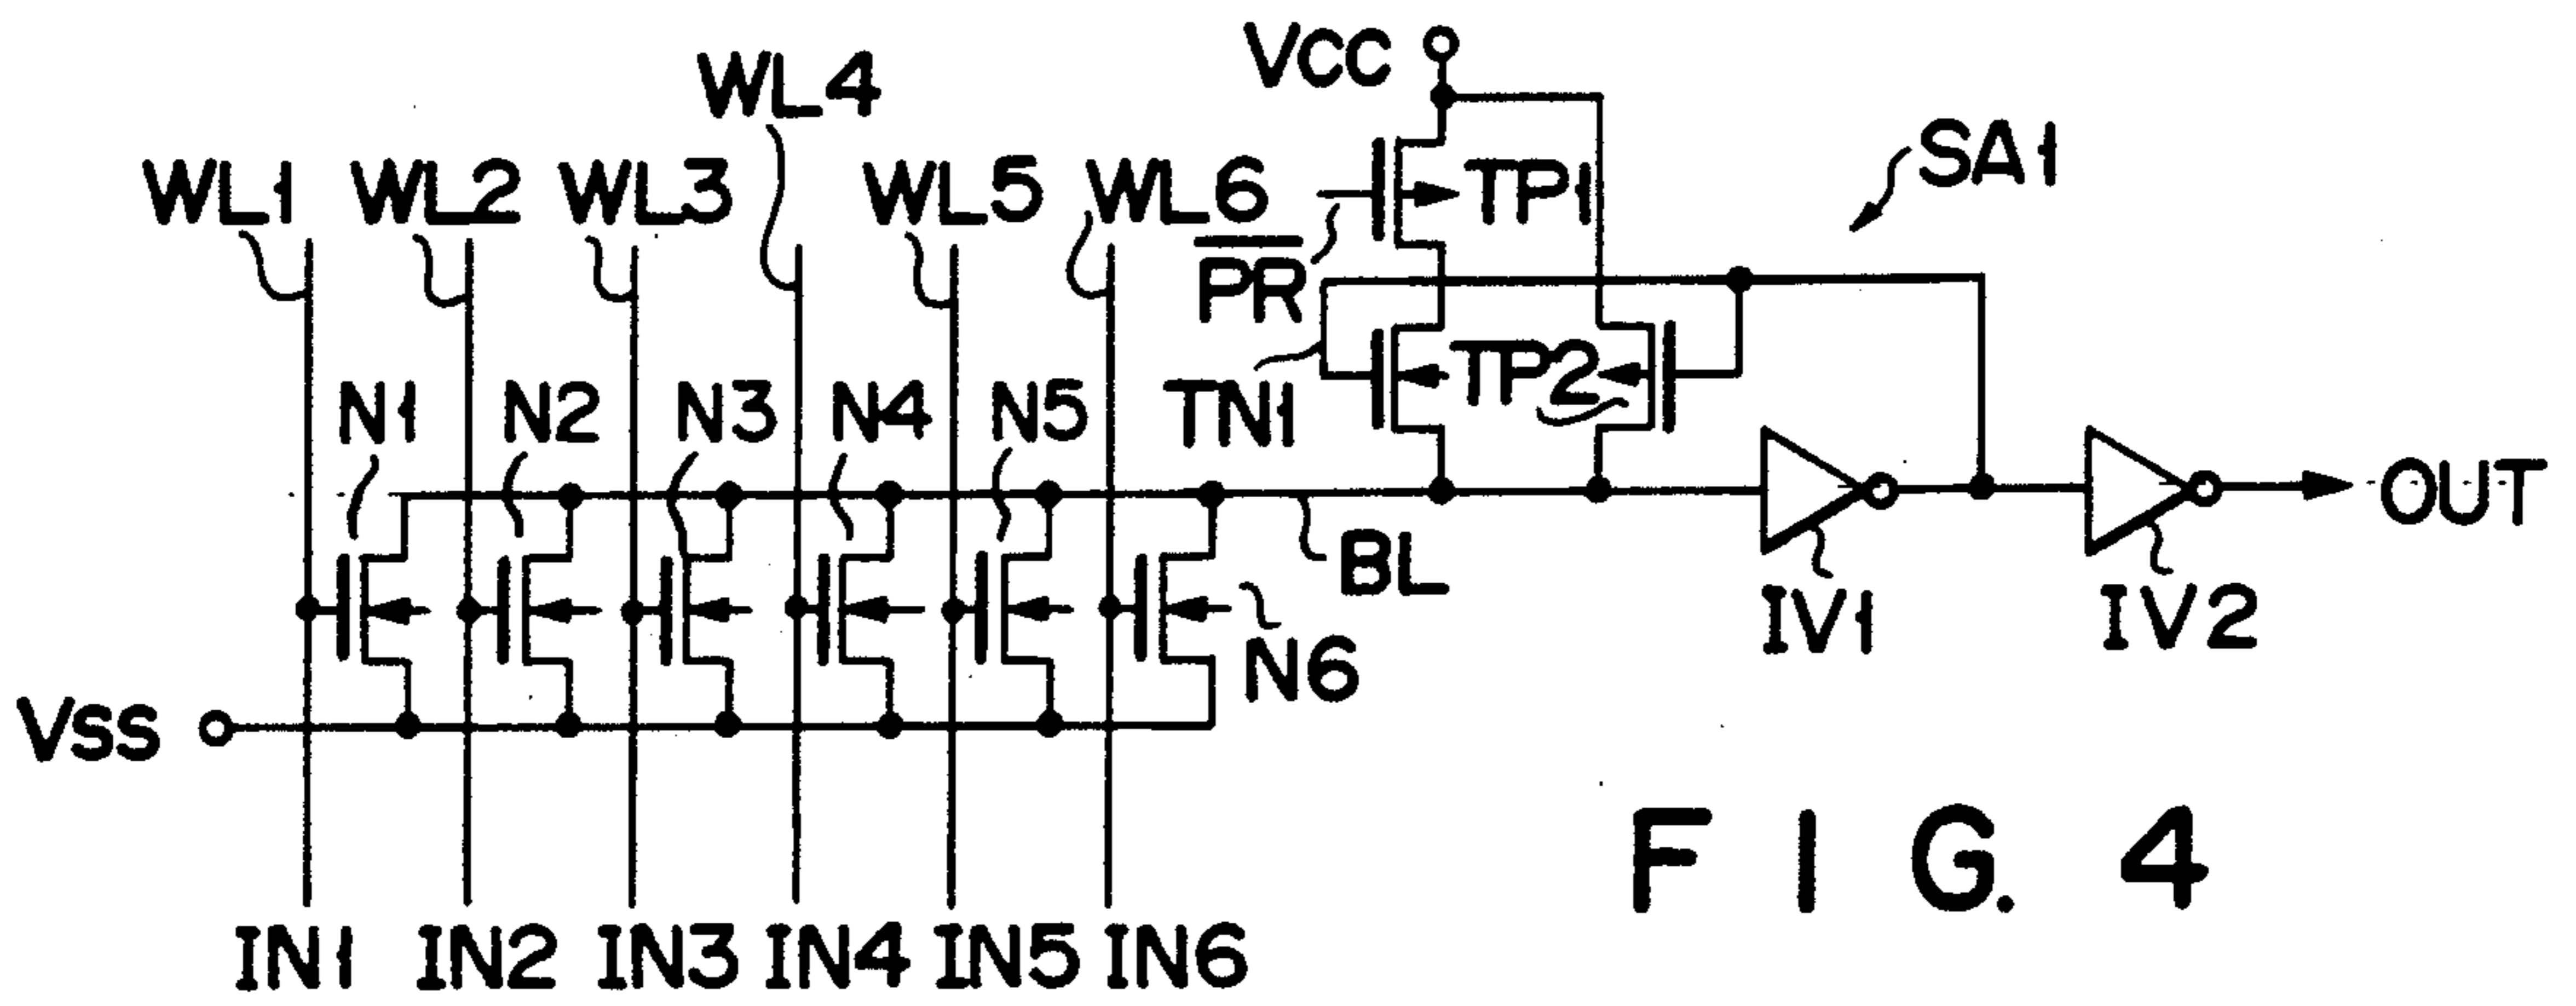 VCC
WL4
SA1
WL1 WL2 WL3 WL5 WL6 TP1
PR
TP2
N1 N2 N3 N4 N5 TN1
OUT
BL
IV1 IV2
N6
VSS
FIG. 4
IN1 IN2 IN3 IN4 IN5 IN6